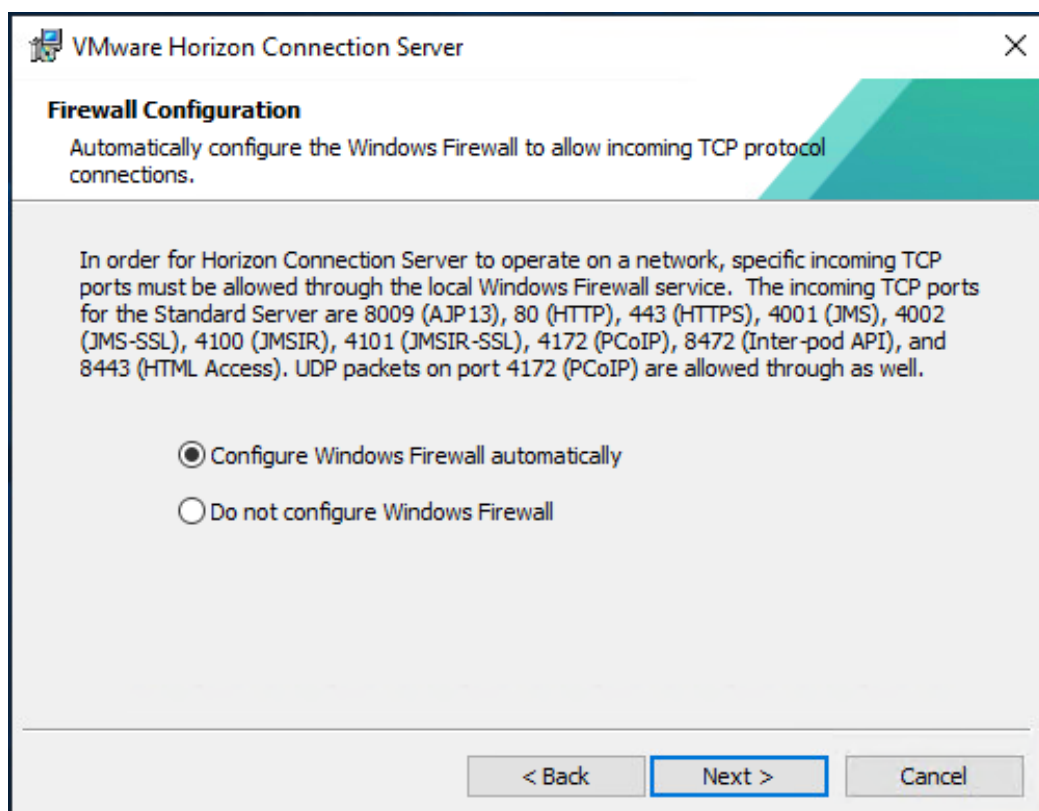 VMware Horizon Connection Server
Firewall Configuration
Automatically configure the Windows Firewall to allow incoming TCP protocol
connections.
In order for Horizon Connection Server to operate on a network, specific incoming TCP
ports must be allowed through the local Windows Firewall service.  The incoming TCP ports
for the Standard Server are 8009 (AJP13), 80 (HTTP), 443 (HTTPS), 4001 (JMS), 4002
(JMS-SSL), 4100 (JMSIR), 4101 (JMSIR-SSL), 4172 (PCoIP), 8472 (Inter-pod API), and
8443 (HTML Access). UDP packets on port 4172 (PCoIP) are allowed through as well.
Configure Windows Firewall automatically
Do not configure Windows Firewall
< Back Next > Cancel